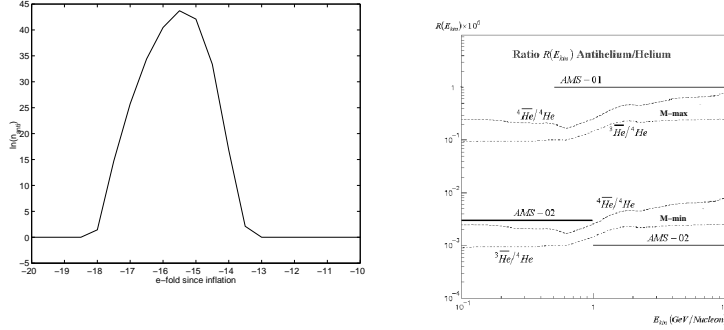 45
40
35
30
25
20
15
10
5
0
−5
ln(n_ant)
−20 −19 −18 −17 −16 −15 −14 −13 −12 −11 −10
e−fold since inflation
R(E_kin)×10⁶
Ratio R(E_kin) Antihelium/Helium
AMS − 01
1
⁴He̅/⁴He
M−max
³He̅/⁴He
10⁻¹
10⁻²
⁴He̅/⁴He
AMS − 02
M−min
10⁻³
AMS − 02
³He̅/⁴He
10⁻⁴
10⁻¹ 1
E_kin (GeV/Nucleon